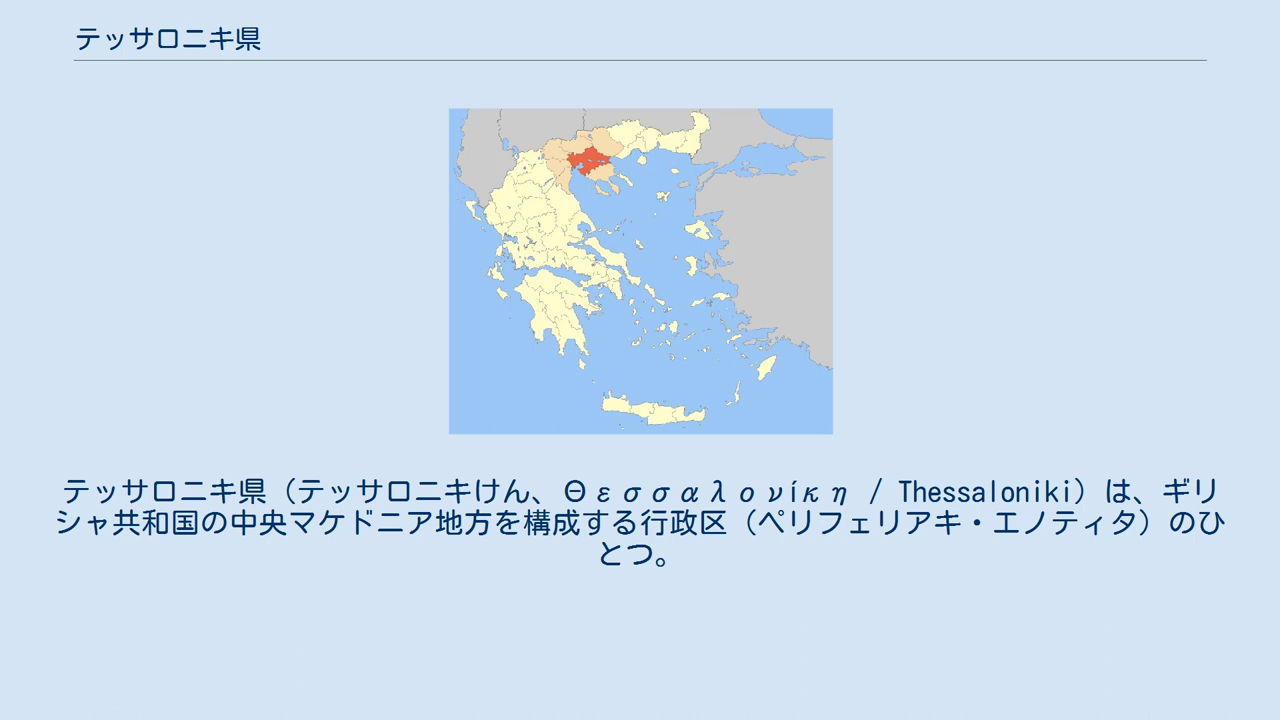 テッサロニキ県
テッサロニキ県（テッサロニキけん、Θεσσαλονίκη / Thessaloniki）は、ギリ
シャ共和国の中央マケドニア地方を構成する行政区（ペリフェリアキ・エノティタ）のひ
とつ。